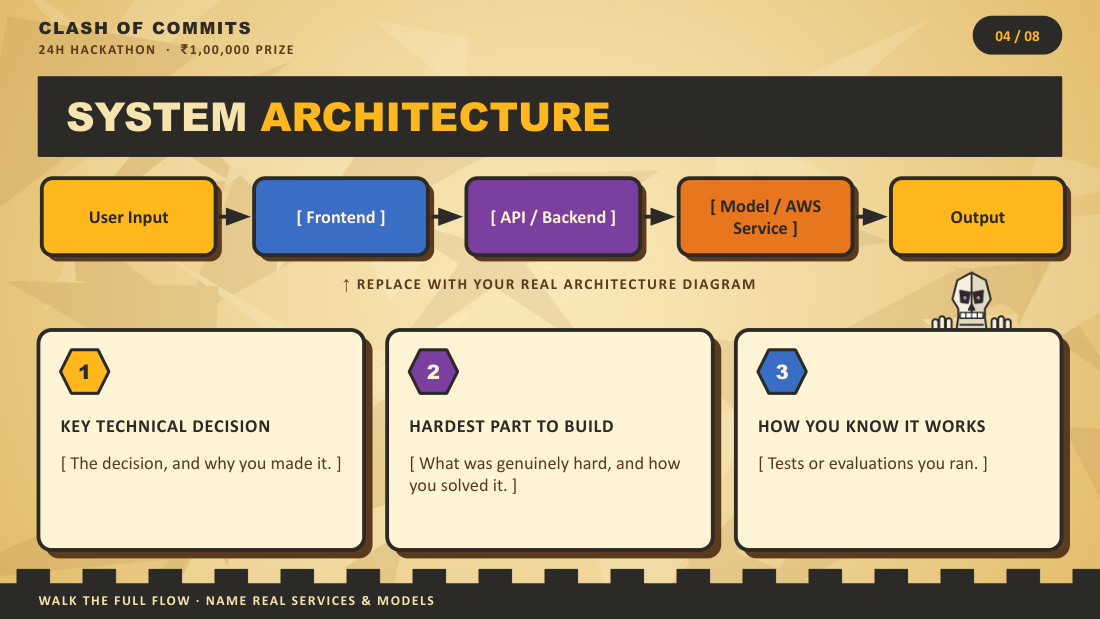 CLASH OF COMMITS
24H HACKATHON · ₹1,00,000 PRIZE
04 / 08
SYSTEM ARCHITECTURE
User Input
[ Frontend ]
[ API / Backend ]
[ Model / AWS
Service ]
Output
↑ REPLACE WITH YOUR REAL ARCHITECTURE DIAGRAM
1
KEY TECHNICAL DECISION
[ The decision, and why you made it. ]
2
HARDEST PART TO BUILD
[ What was genuinely hard, and how
you solved it. ]
3
HOW YOU KNOW IT WORKS
[ Tests or evaluations you ran. ]
WALK THE FULL FLOW · NAME REAL SERVICES & MODELS